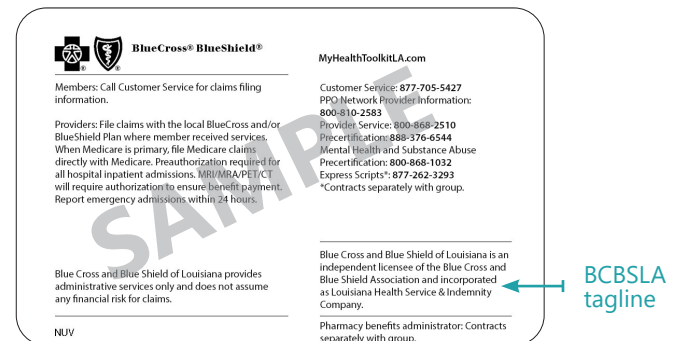 BlueCross® BlueShield®
Members: Call Customer Service for claims filing
information.
Providers: File claims with the local BlueCross and/or
BlueShield Plan where member received services.
When Medicare is primary, file Medicare claims
directly with Medicare. Preauthorization required for
all hospital inpatient admissions. MRI/MRA/PET/CT
will require authorization to ensure benefit payment.
Report emergency admissions within 24 hours.
Blue Cross and Blue Shield of Louisiana provides
administrative services only and does not assume
any financial risk for claims.
NUV
MyHealthToolkitLA.com
Customer Service: 877-705-5427
PPO Network Provider Information:
800-810-2583
Provider Service: 800-868-2510
Precertification: 888-376-6544
Mental Health and Substance Abuse
Precertification: 800-868-1032
Express Scripts*: 877-262-3293
*Contracts separately with group.
Blue Cross and Blue Shield of Louisiana is an
independent licensee of the Blue Cross and
Blue Shield Association and incorporated
as Louisiana Health Service & Indemnity
Company.
Pharmacy benefits administrator: Contracts
separately with group.
SAMPLE
BCBSLA
tagline